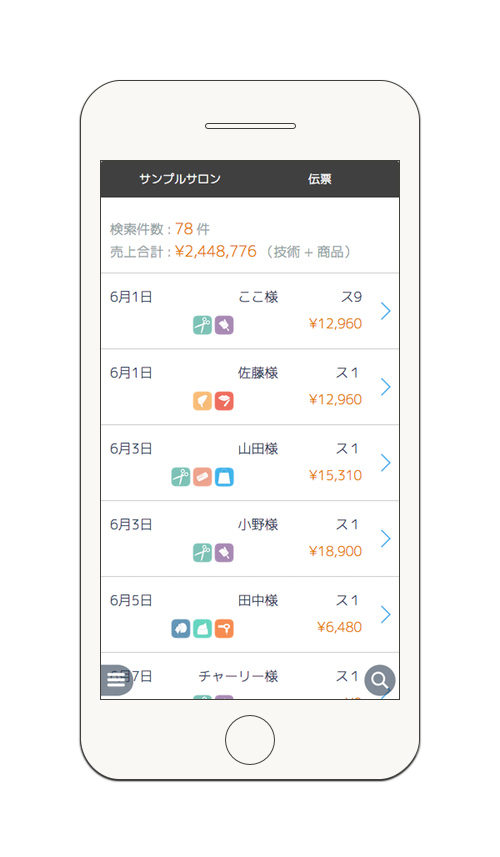 サンプルサロン 伝票
検索件数 : 78 件
売上合計 : ¥2,448,776 （技術 + 商品）
6月1日 ここ様 ス9
¥12,960
6月1日 佐藤様 ス１
¥12,960
6月3日 山田様 ス１
¥15,310
6月3日 小野様 ス１
¥18,900
6月5日 田中様 ス１
¥6,480
月7日 チャーリー様 ス１